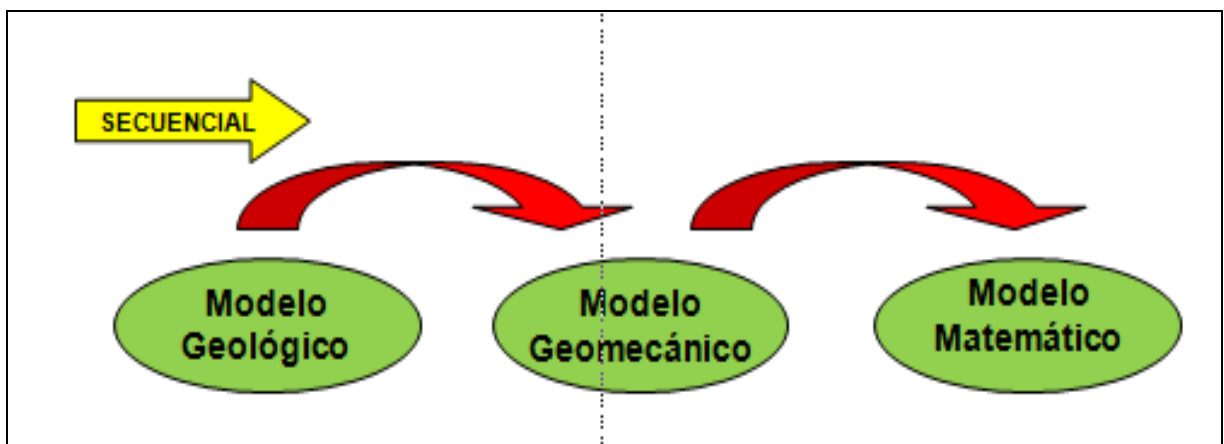 SECUENCIAL
Modelo
Geológico
Modelo
Geomecánico
Modelo
Matemático